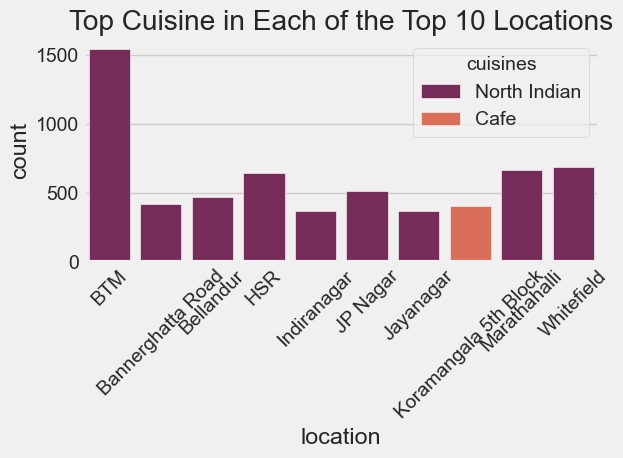 Top Cuisine in Each of the Top 10 Locations
1500
1000
500
0
count
cuisines
North Indian
Cafe
BTM
Bannerghatta Road
Bellandur
HSR
Indiranagar
JP Nagar
Jayanagar
Koramangala 5th Block
Marathahalli
Whitefield
location